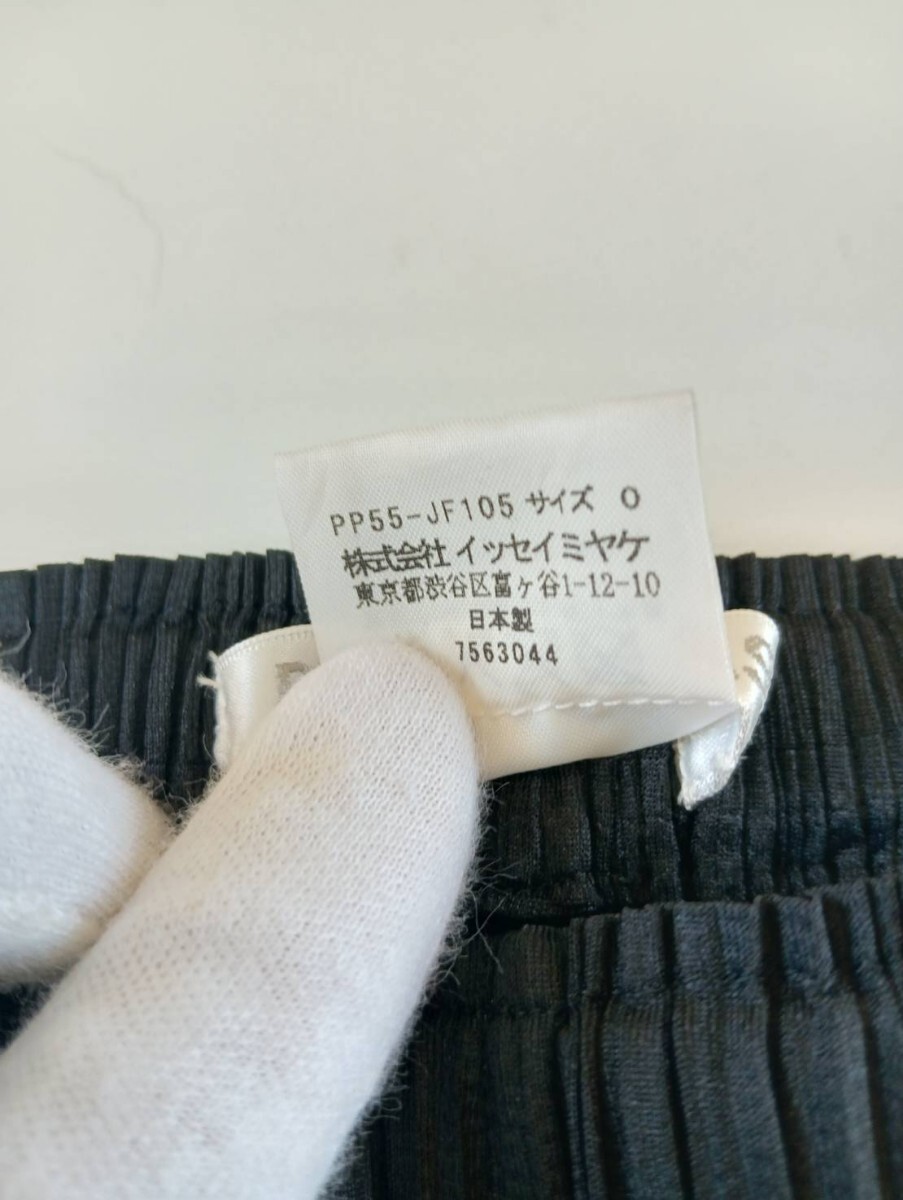 PP55-JF105 サイズ 0
株式会社 イッセイミヤケ
東京都渋谷区富ヶ谷1-12-10
日本製
7563044